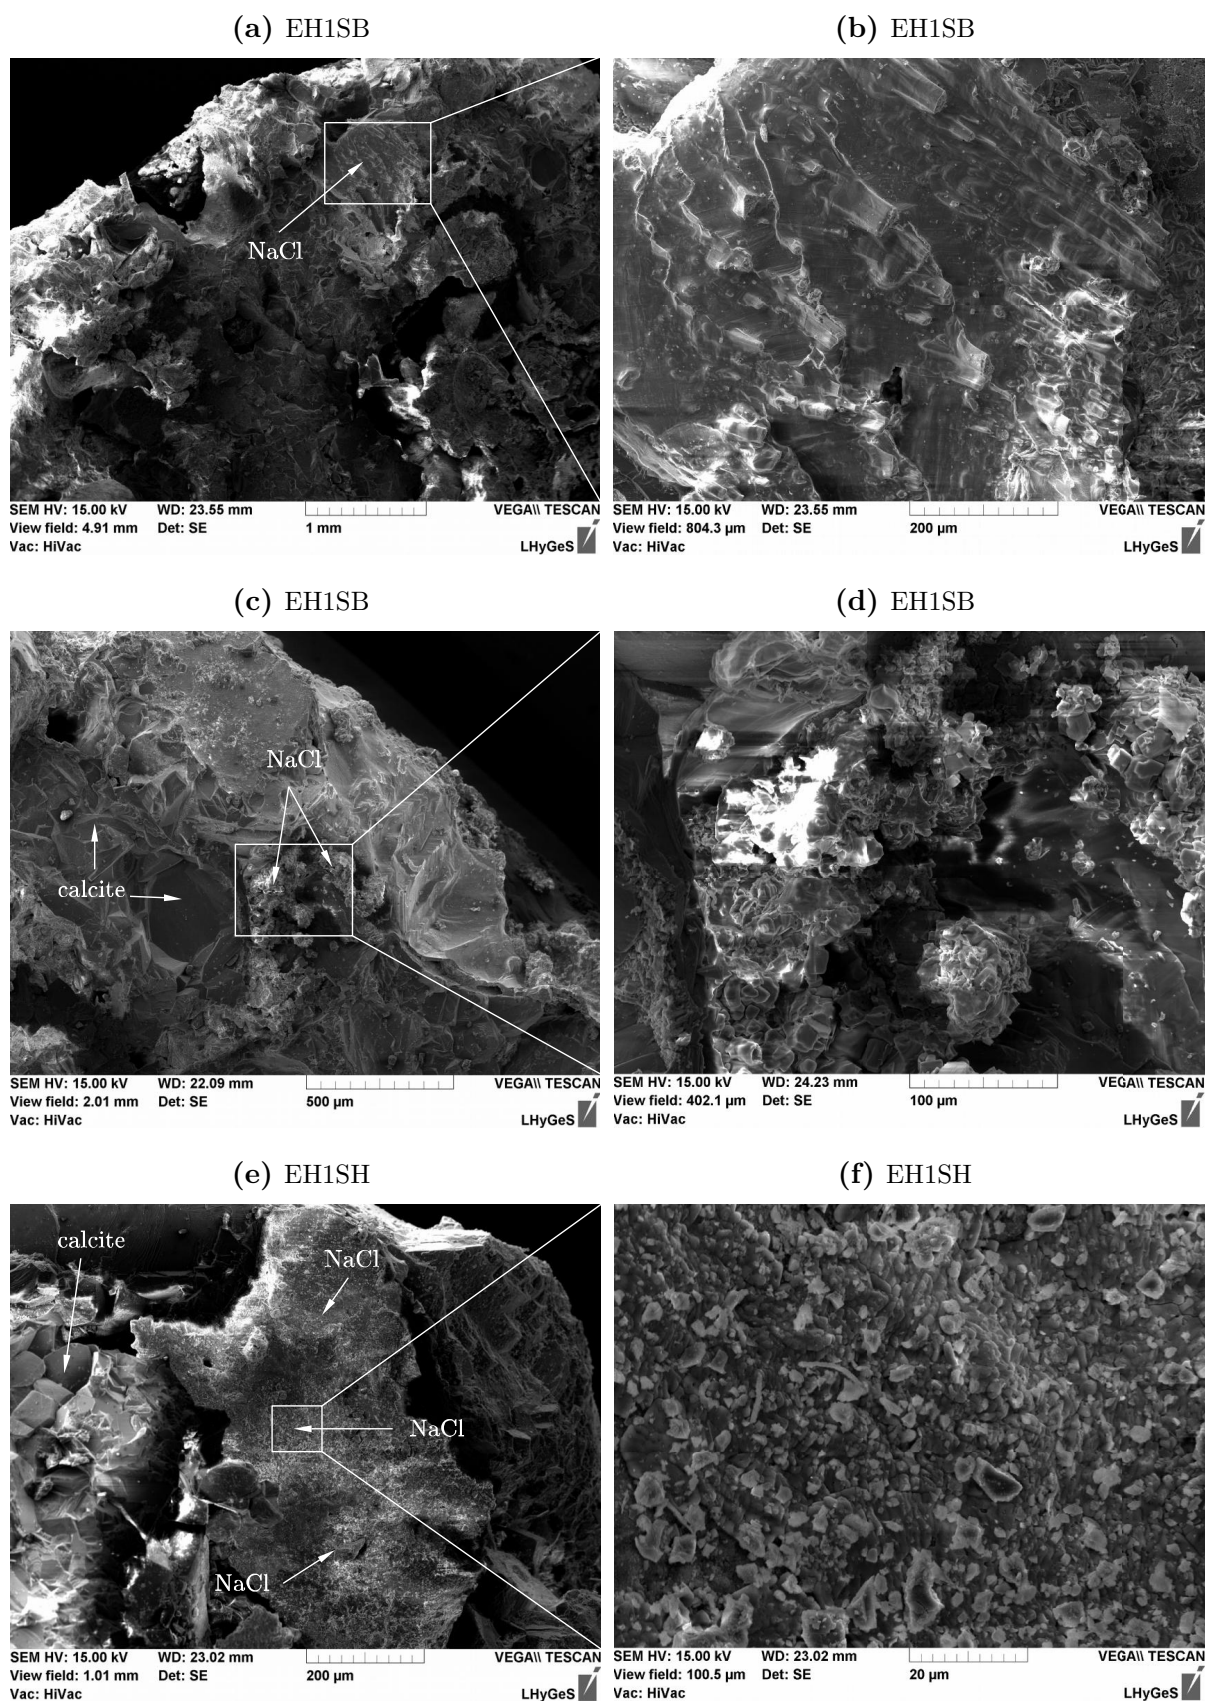 (a) EH1SB
(b) EH1SB
NaCl
SEM HV: 15.00 kV WD: 23.55 mm VEGA\\ TESCAN
View field: 4.91 mm Det: SE 1 mm
Vac: HiVac LHyGeS
SEM HV: 15.00 kV WD: 23.55 mm VEGA\\ TESCAN
View field: 804.3 µm Det: SE 200 µm
Vac: HiVac LHyGeS
(c) EH1SB
(d) EH1SB
NaCl
calcite
SEM HV: 15.00 kV WD: 22.09 mm VEGA\\ TESCAN
View field: 2.01 mm Det: SE 500 µm
Vac: HiVac LHyGeS
SEM HV: 15.00 kV WD: 24.23 mm VEGA\\ TESCAN
View field: 402.1 µm Det: SE 100 µm
Vac: HiVac LHyGeS
(e) EH1SH
(f) EH1SH
calcite
NaCl
NaCl
NaCl
SEM HV: 15.00 kV WD: 23.02 mm VEGA\\ TESCAN
View field: 1.01 mm Det: SE 200 µm
Vac: HiVac LHyGeS
SEM HV: 15.00 kV WD: 23.02 mm VEGA\\ TESCAN
View field: 100.5 µm Det: SE 20 µm
Vac: HiVac LHyGeS